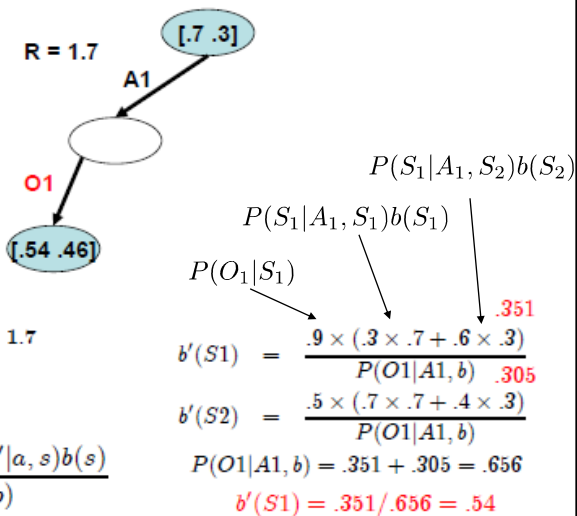 [.7 .3]
R = 1.7
A1
O1
[.54 .46]
P(S₁|A₁, S₂)b(S₂)
P(S₁|A₁, S₁)b(S₁)
P(O₁|S₁)
.351
1.7
b′(S1) = .9 × (.3 × .7 + .6 × .3) / P(O1|A1, b)
.305
b′(S2) = .5 × (.7 × .7 + .4 × .3) / P(O1|A1, b)
′|a, s)b(s)
)
P(O1|A1, b) = .351 + .305 = .656
b′(S1) = .351/.656 = .54